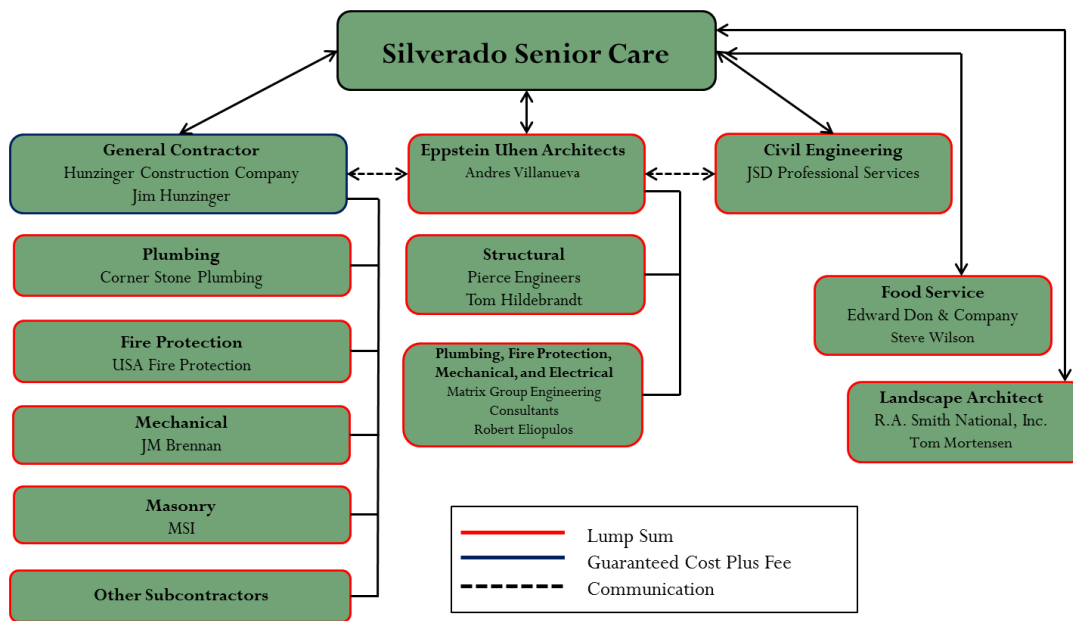 Silverado Senior Care
General Contractor
Hunzinger Construction Company
Jim Hunzinger
Eppstein Uhen Architects
Andres Villanueva
Civil Engineering
JSD Professional Services
Plumbing
Corner Stone Plumbing
Structural
Pierce Engineers
Tom Hildebrandt
Food Service
Edward Don & Company
Steve Wilson
Fire Protection
USA Fire Protection
Plumbing, Fire Protection,
Mechanical, and Electrical
Matrix Group Engineering
Consultants
Robert Eliopulos
Landscape Architect
R.A. Smith National, Inc.
Tom Mortensen
Mechanical
JM Brennan
Masonry
MSI
Other Subcontractors
Lump Sum
Guaranteed Cost Plus Fee
Communication